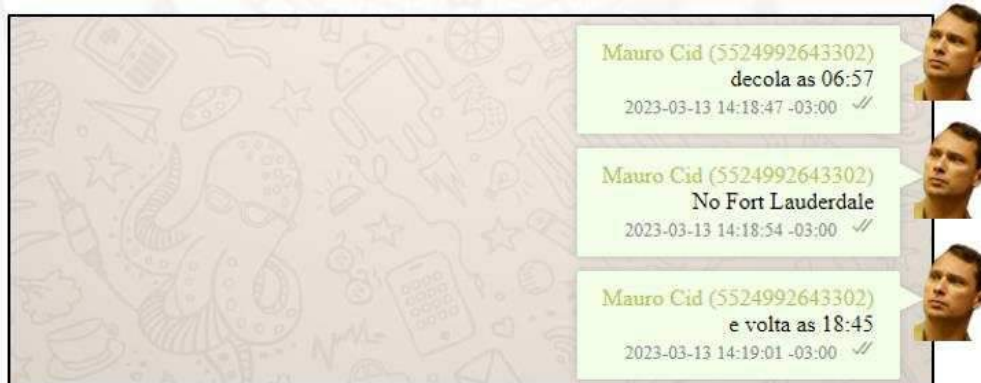 Mauro Cid (5524992643302)
decola as 06:57
2023-03-13 14:18:47 -03:00
Mauro Cid (5524992643302)
No Fort Lauderdale
2023-03-13 14:18:54 -03:00
Mauro Cid (5524992643302)
e volta as 18:45
2023-03-13 14:19:01 -03:00